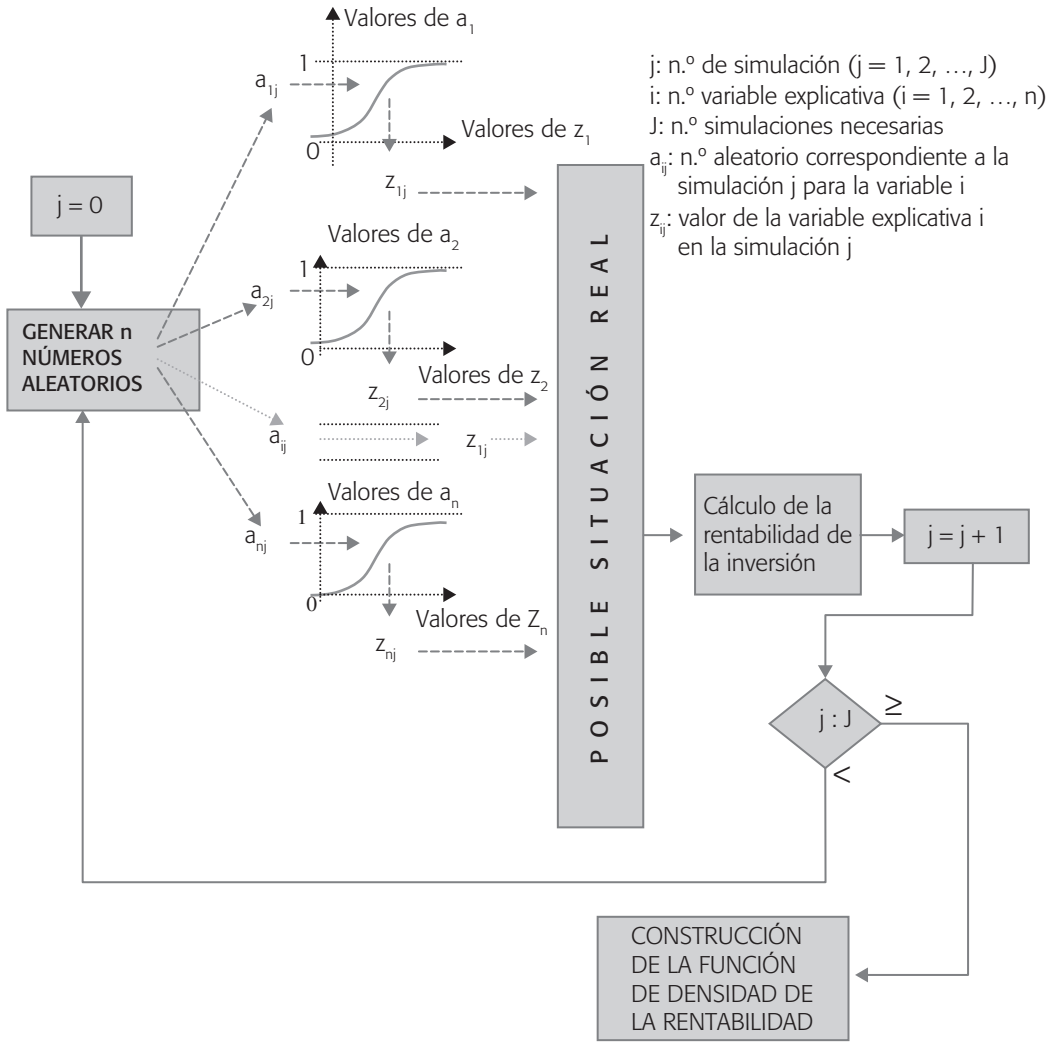 Valores de a₁
1
a₁ⱼ
0
Valores de z₁
z₁ⱼ
j: n.º de simulación (j = 1, 2, …, J)
i: n.º variable explicativa (i = 1, 2, …, n)
J: n.º simulaciones necesarias
aᵢⱼ: n.º aleatorio correspondiente a la
simulación j para la variable i
zᵢⱼ: valor de la variable explicativa i
en la simulación j
j = 0
GENERAR n
NÚMEROS
ALEATORIOS
Valores de a₂
1
a₂ⱼ
0
Valores de z₂
z₂ⱼ
aᵢⱼ
z₁ⱼ
Valores de aₙ
1
aₙⱼ
0
Valores de Zₙ
zₙⱼ
POSIBLE SITUACIÓN REAL
Cálculo de la
rentabilidad de
la inversión
j = j + 1
j : J
≥
<
CONSTRUCCIÓN
DE LA FUNCIÓN
DE DENSIDAD DE
LA RENTABILIDAD